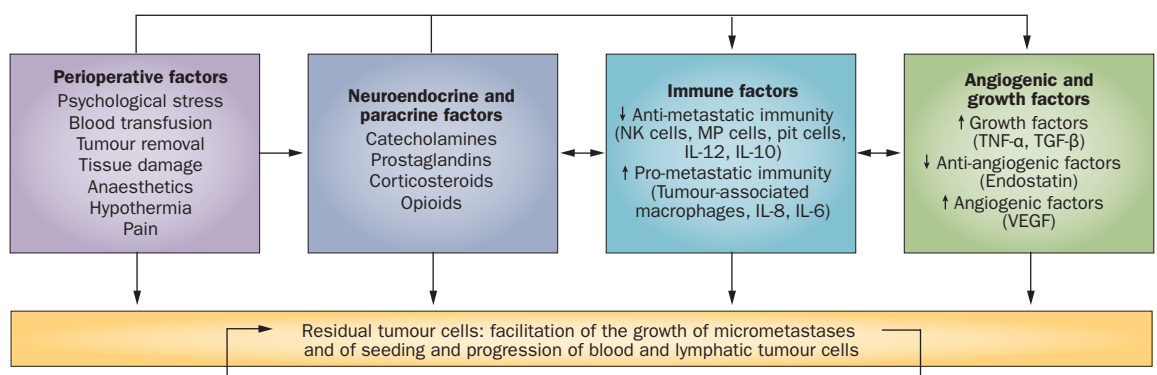 Perioperative factors
Psychological stress
Blood transfusion
Tumour removal
Tissue damage
Anaesthetics
Hypothermia
Pain
Neuroendocrine and
paracrine factors
Catecholamines
Prostaglandins
Corticosteroids
Opioids
Immune factors
↓ Anti-metastatic immunity
(NK cells, MP cells, pit cells,
IL-12, IL-10)
↑ Pro-metastatic immunity
(Tumour-associated
macrophages, IL-8, IL-6)
Angiogenic and
growth factors
↑ Growth factors
(TNF-α, TGF-β)
↓ Anti-angiogenic factors
(Endostatin)
↑ Angiogenic factors
(VEGF)
Residual tumour cells: facilitation of the growth of micrometastases
and of seeding and progression of blood and lymphatic tumour cells